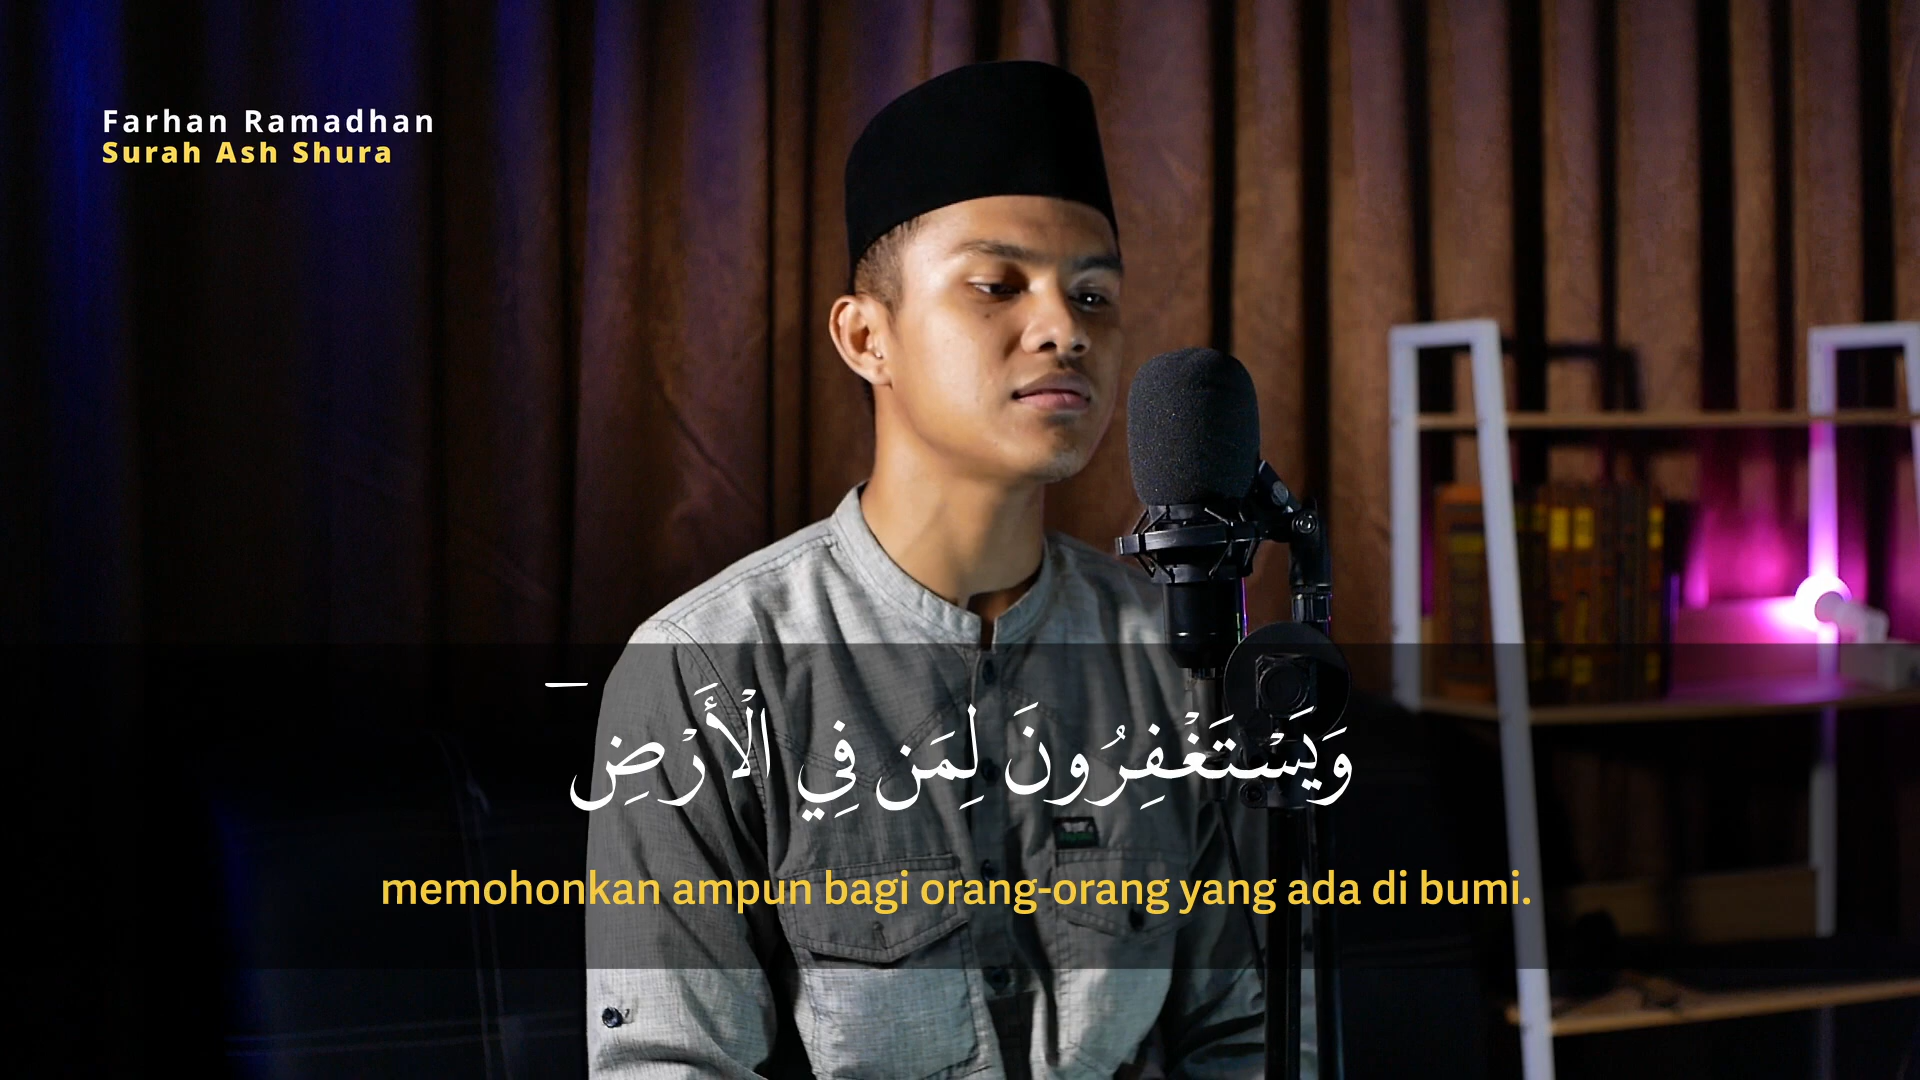 Farhan Ramadhan
Surah Ash Shura
وَيَسْتَغْفِرُونَ لِمَن فِي الْأَرْضِ
memohonkan ampun bagi orang-orang yang ada di bumi.